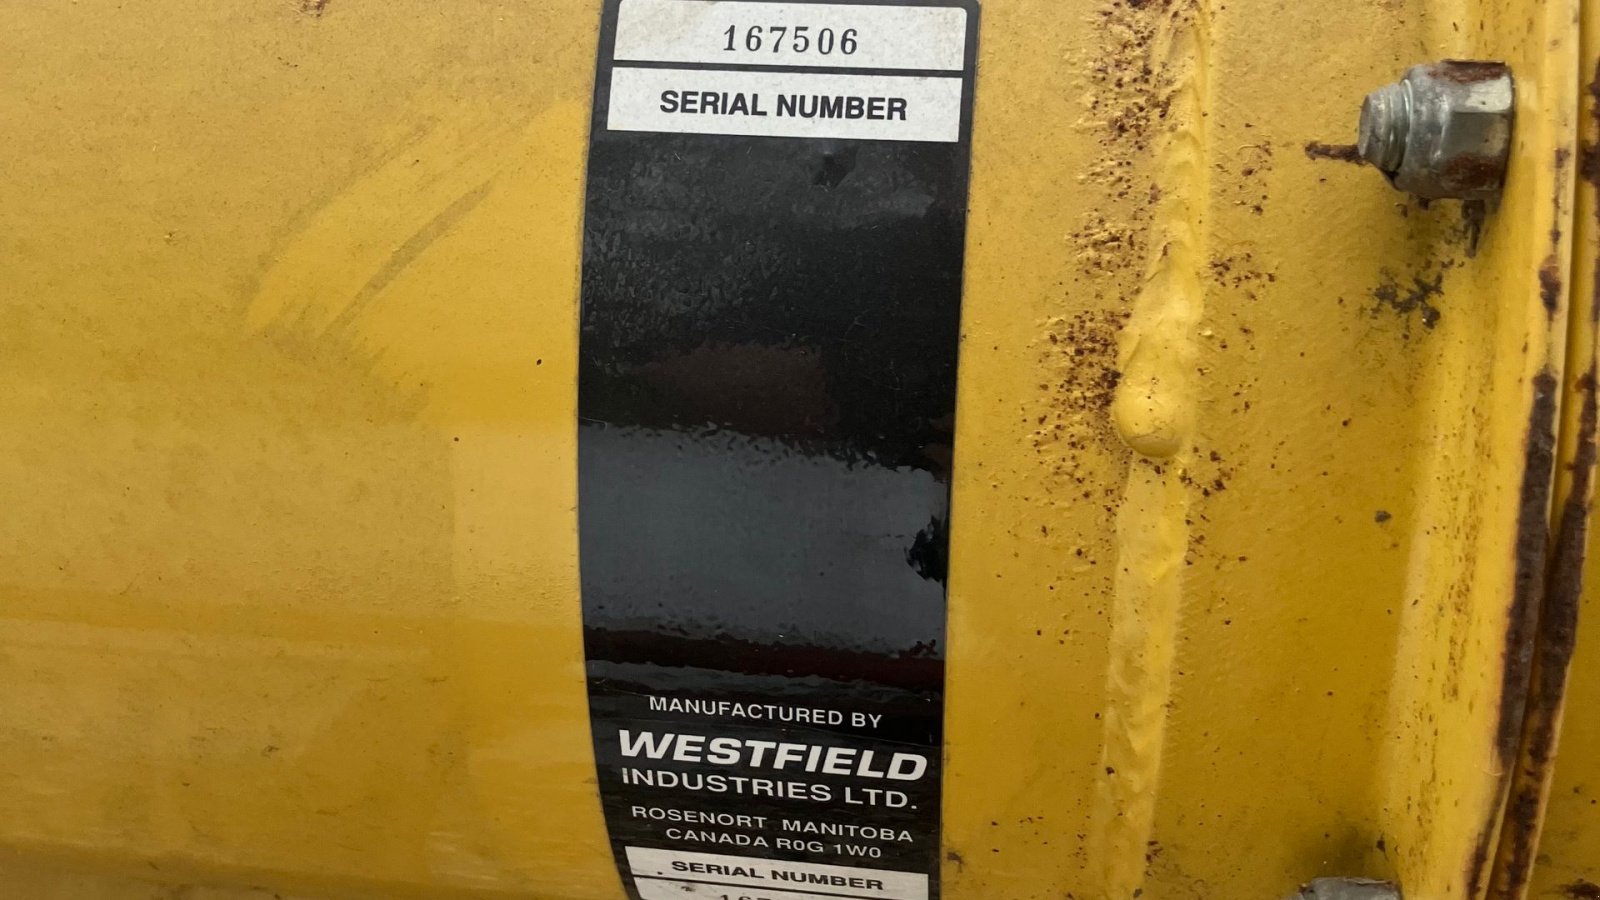 167506
SERIAL NUMBER
MANUFACTURED BY
WESTFIELD
INDUSTRIES LTD.
ROSENORT MANITOBA
CANADA R0G 1W0
SERIAL NUMBER